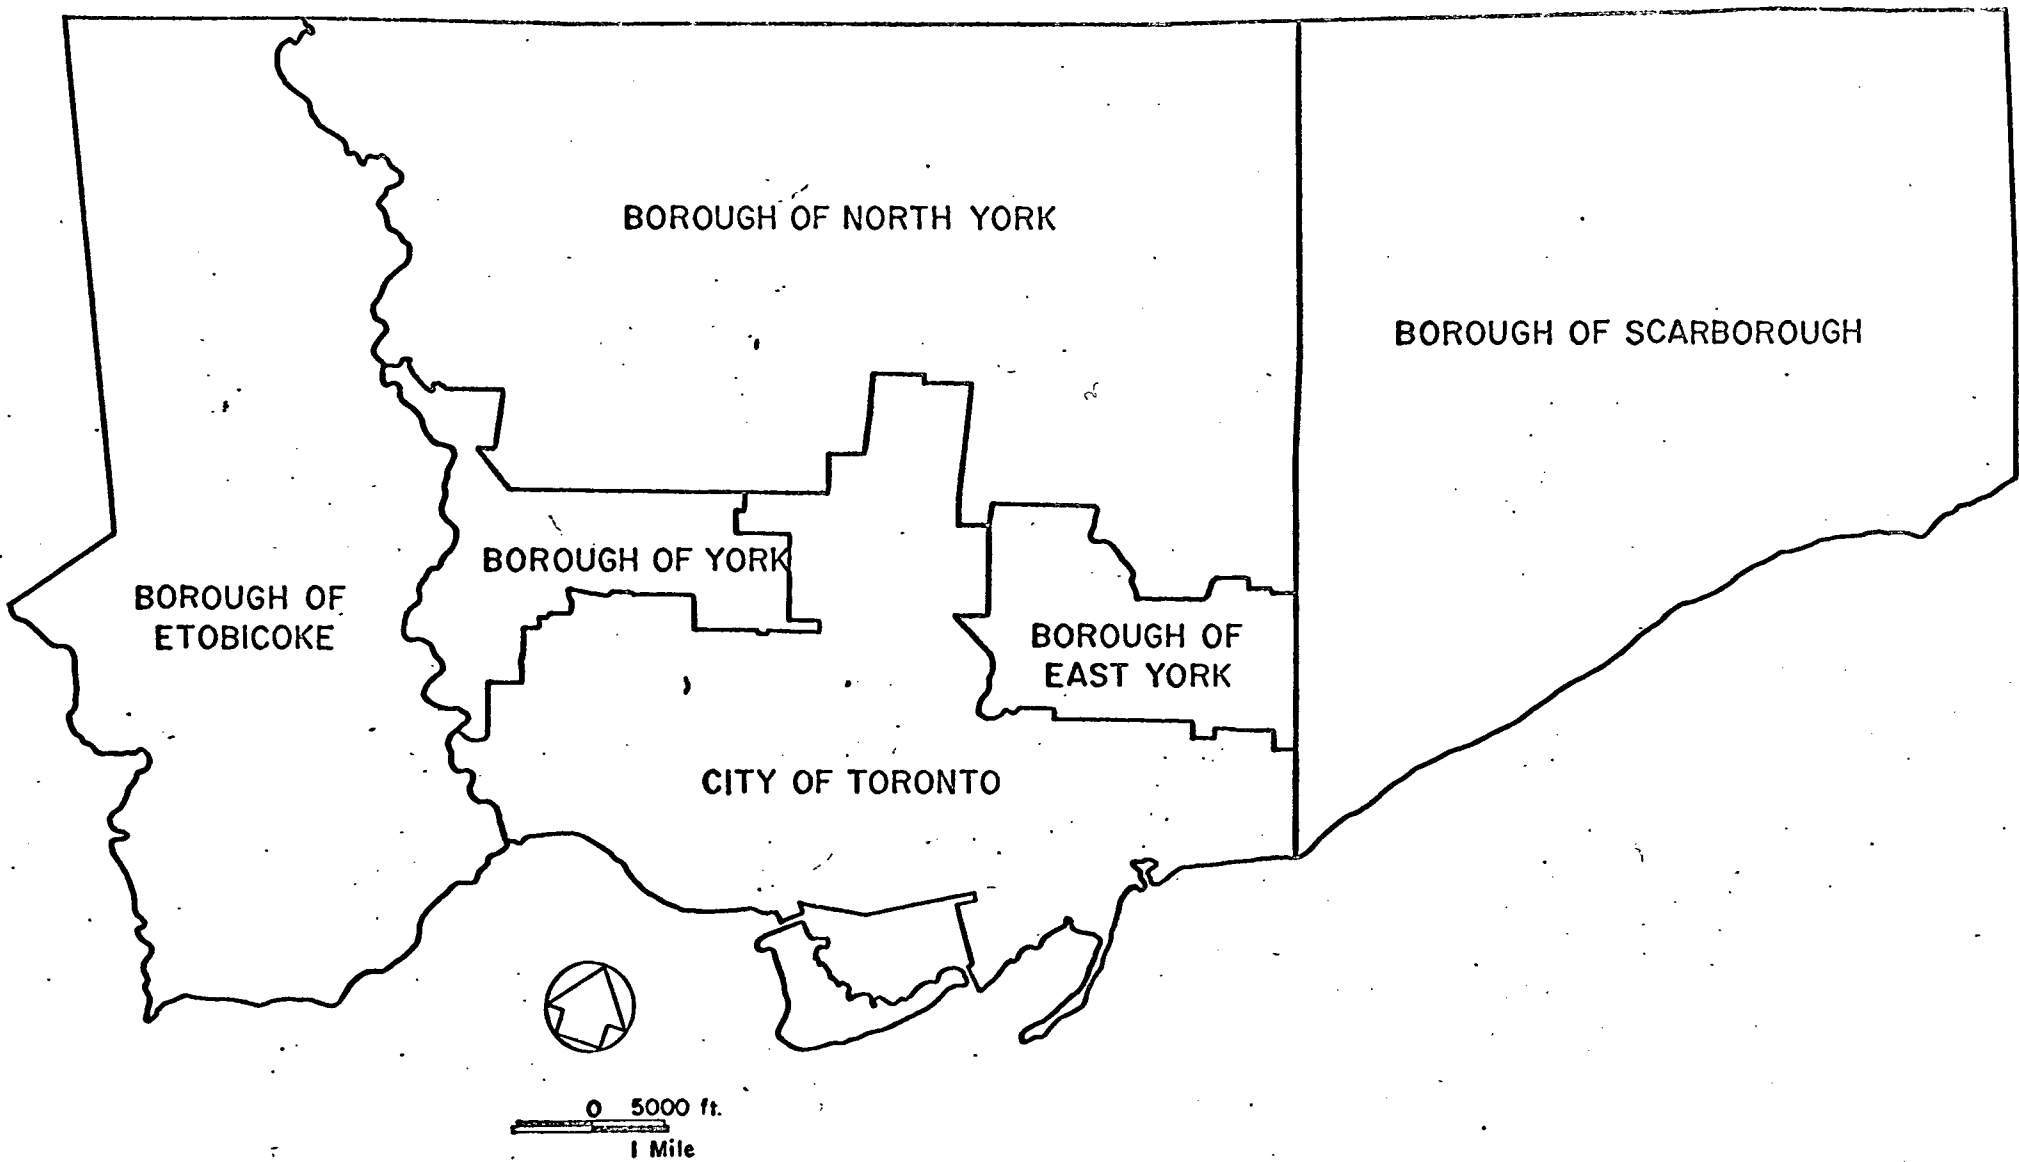 BOROUGH OF NORTH YORK
BOROUGH OF SCARBOROUGH
BOROUGH OF YORK
BOROUGH OF
ETOBICOKE
BOROUGH OF
EAST YORK
CITY OF TORONTO
0 5000 ft.
1 Mile